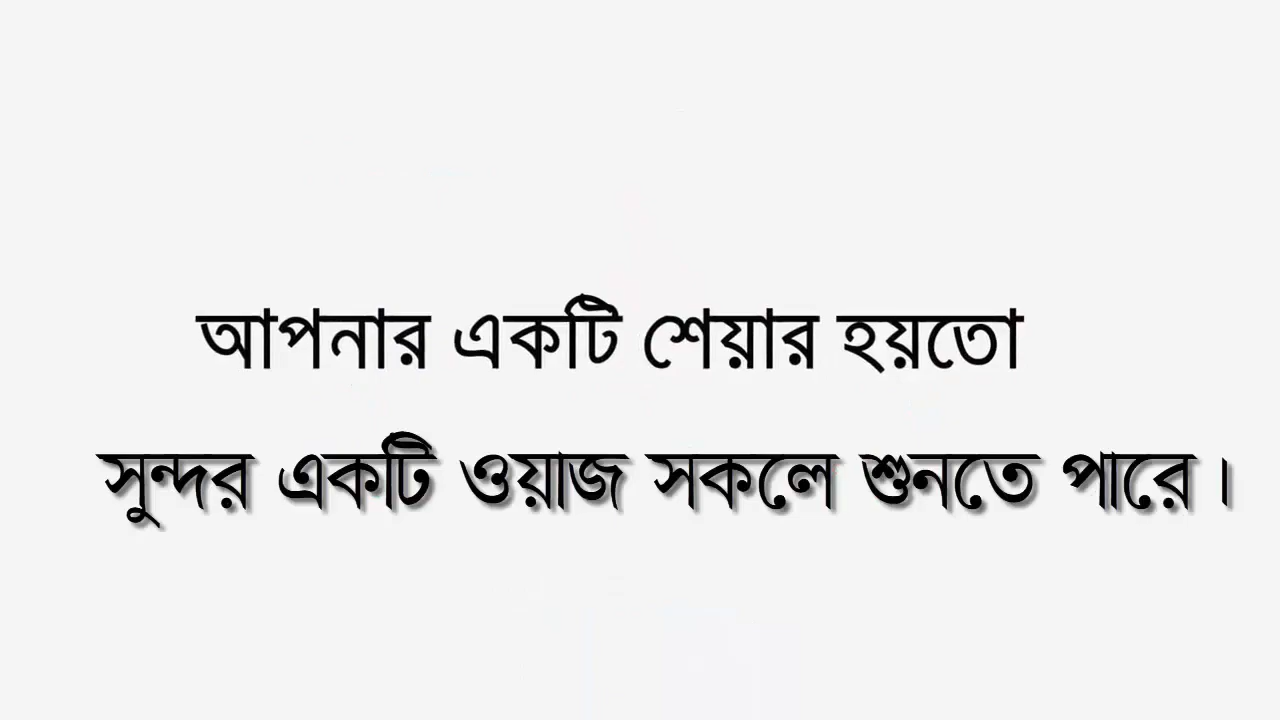 আপনার একটি শেয়ার হয়তো
সুন্দর একটি ওয়াজ সকলে শুনতে পারে।